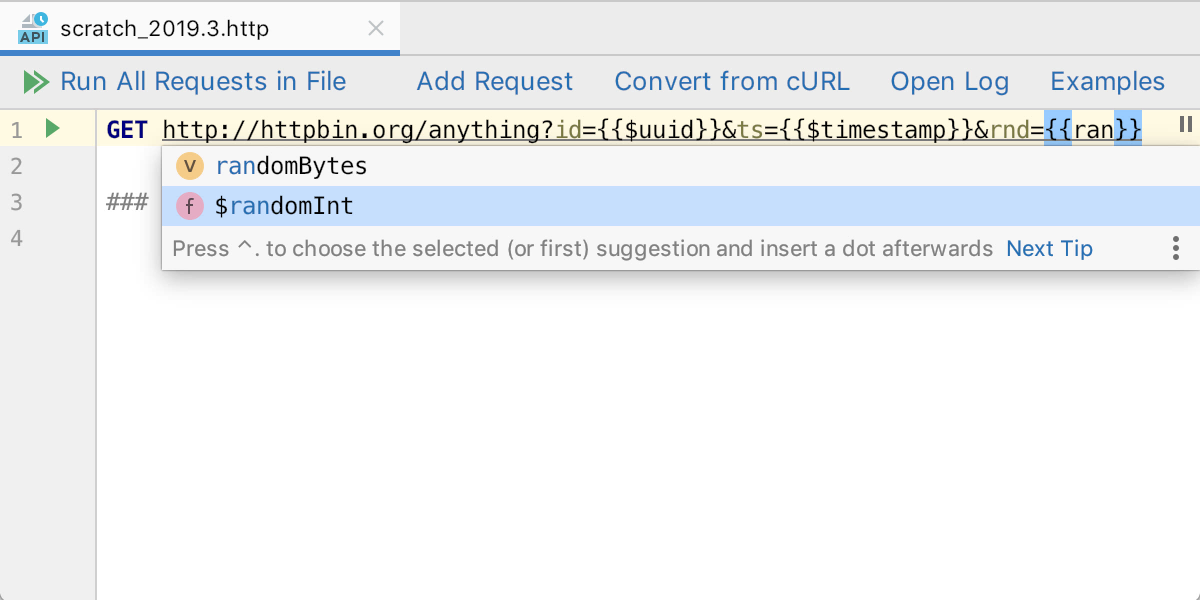 API scratch_2019.3.http
Run All Requests in File Add Request Convert from cURL Open Log Examples
1 GET http://httpbin.org/anything?id={{$uuid}}&ts={{$timestamp}}&rnd={{ran}}
2 V randomBytes
3 ### f $randomInt
4 Press ^. to choose the selected (or first) suggestion and insert a dot afterwards Next Tip